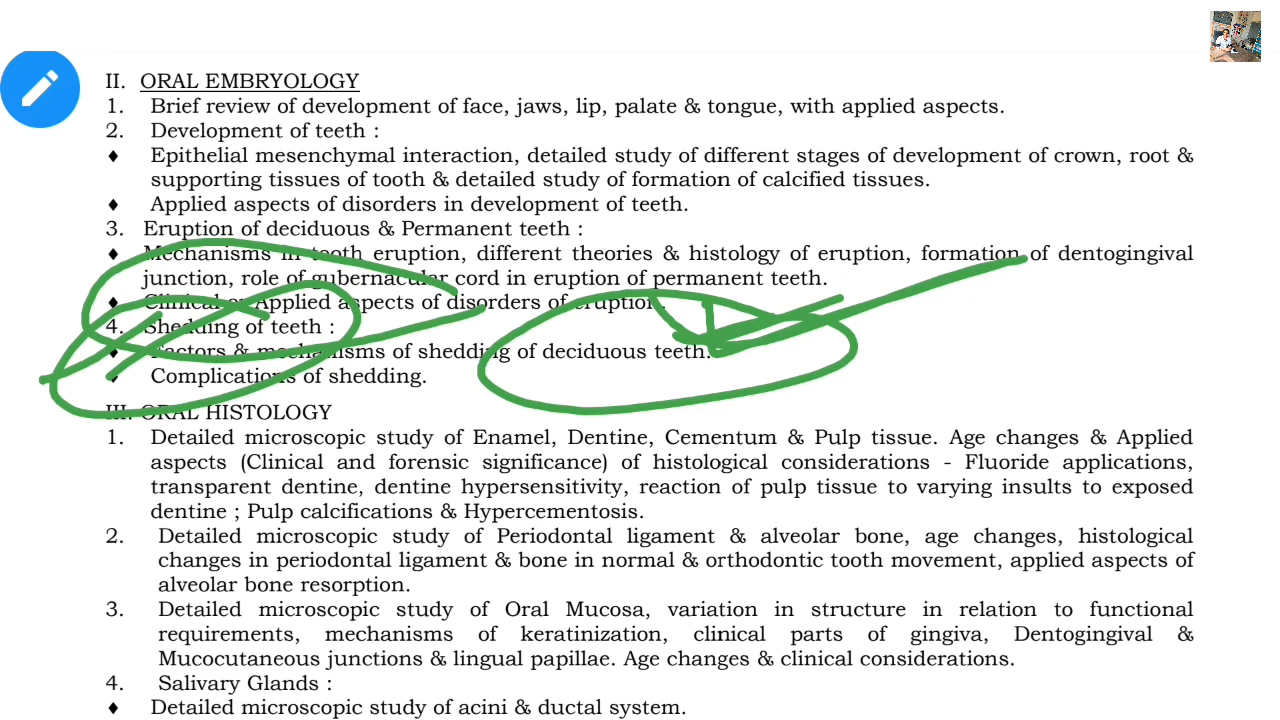 II. ORAL EMBRYOLOGY
1. Brief review of development of face, jaws, lip, palate & tongue, with applied aspects.
2. Development of teeth :
♦ Epithelial mesenchymal interaction, detailed study of different stages of development of crown, root &
supporting tissues of tooth & detailed study of formation of calcified tissues.
♦ Applied aspects of disorders in development of teeth.
3. Eruption of deciduous & Permanent teeth :
♦ Mechanisms in tooth eruption, different theories & histology of eruption, formation of dentogingival
junction, role of gubernacular cord in eruption of permanent teeth.
♦ Clinical or Applied aspects of disorders of eruption.
4. Shedding of teeth :
♦ Factors & mechanisms of shedding of deciduous teeth.
♦ Complications of shedding.
III. ORAL HISTOLOGY
1. Detailed microscopic study of Enamel, Dentine, Cementum & Pulp tissue. Age changes & Applied
aspects (Clinical and forensic significance) of histological considerations - Fluoride applications,
transparent dentine, dentine hypersensitivity, reaction of pulp tissue to varying insults to exposed
dentine ; Pulp calcifications & Hypercementosis.
2. Detailed microscopic study of Periodontal ligament & alveolar bone, age changes, histological
changes in periodontal ligament & bone in normal & orthodontic tooth movement, applied aspects of
alveolar bone resorption.
3. Detailed microscopic study of Oral Mucosa, variation in structure in relation to functional
requirements, mechanisms of keratinization, clinical parts of gingiva, Dentogingival &
Mucocutaneous junctions & lingual papillae. Age changes & clinical considerations.
4. Salivary Glands :
♦ Detailed microscopic study of acini & ductal system.